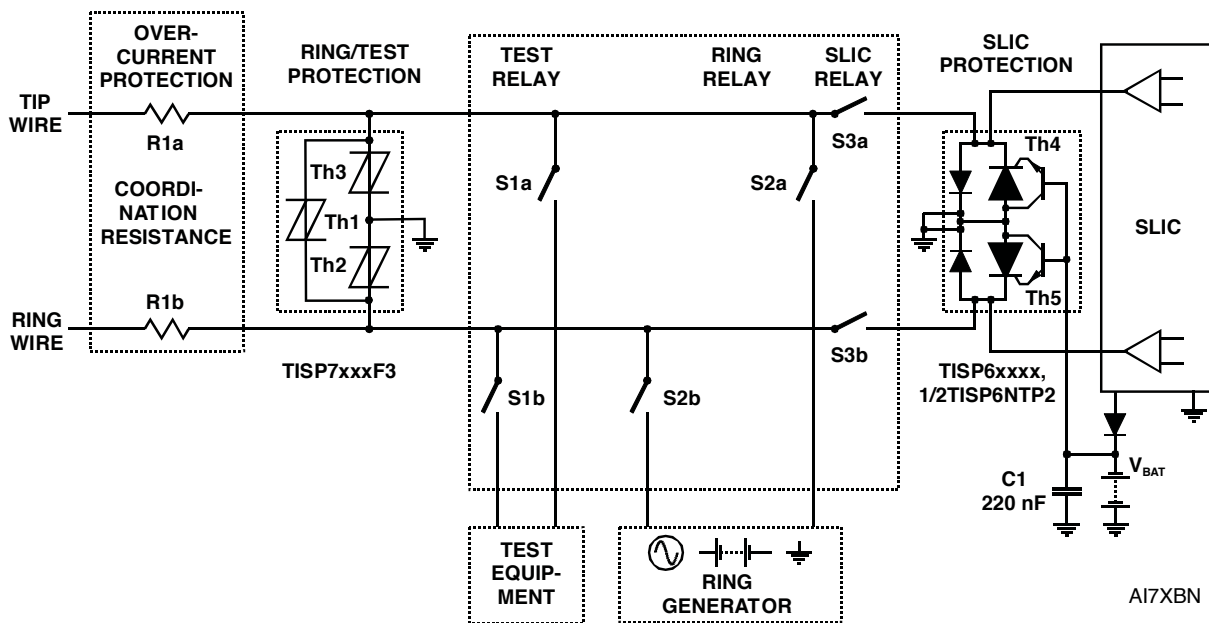 OVER-
CURRENT
PROTECTION
RING/TEST
PROTECTION
TEST
RELAY
RING
RELAY
SLIC
RELAY
SLIC
PROTECTION
TIP
WIRE
R1a
COORDI-
NATION
RESISTANCE
R1b
RING
WIRE
Th3
Th1
Th2
TISP7xxxF3
S1a
S2a
S3a
S1b
S2b
S3b
Th4
Th5
SLIC
TISP6xxxx,
1/2TISP6NTP2
C1
220 nF
VBAT
TEST
EQUIP-
MENT
RING
GENERATOR
AI7XBN